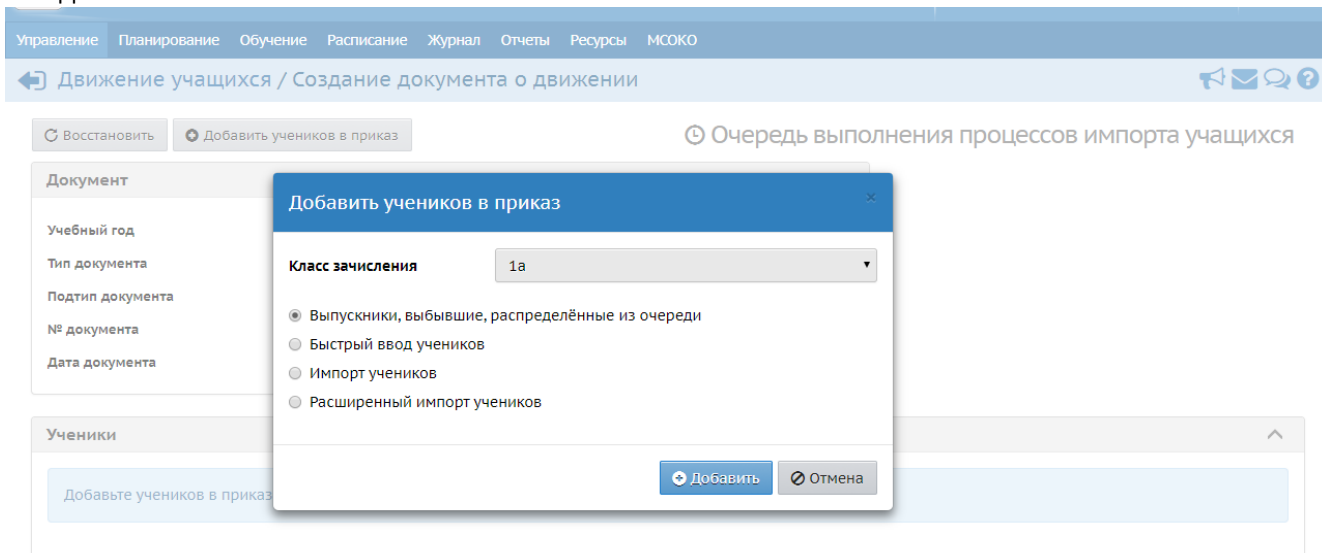 Управление Планирование Обучение Расписание Журнал Отчеты Ресурсы МСОКО
Движение учащихся / Создание документа о движении
Восстановить Добавить учеников в приказ Очередь выполнения процессов импорта учащихся
Документ
Учебный год
Тип документа
Подтип документа
№ документа
Дата документа
Добавить учеников в приказ ×
Класс зачисления 1а
Выпускники, выбывшие, распределённые из очереди
Быстрый ввод учеников
Импорт учеников
Расширенный импорт учеников
Добавить Отмена
Ученики
Добавьте учеников в приказ